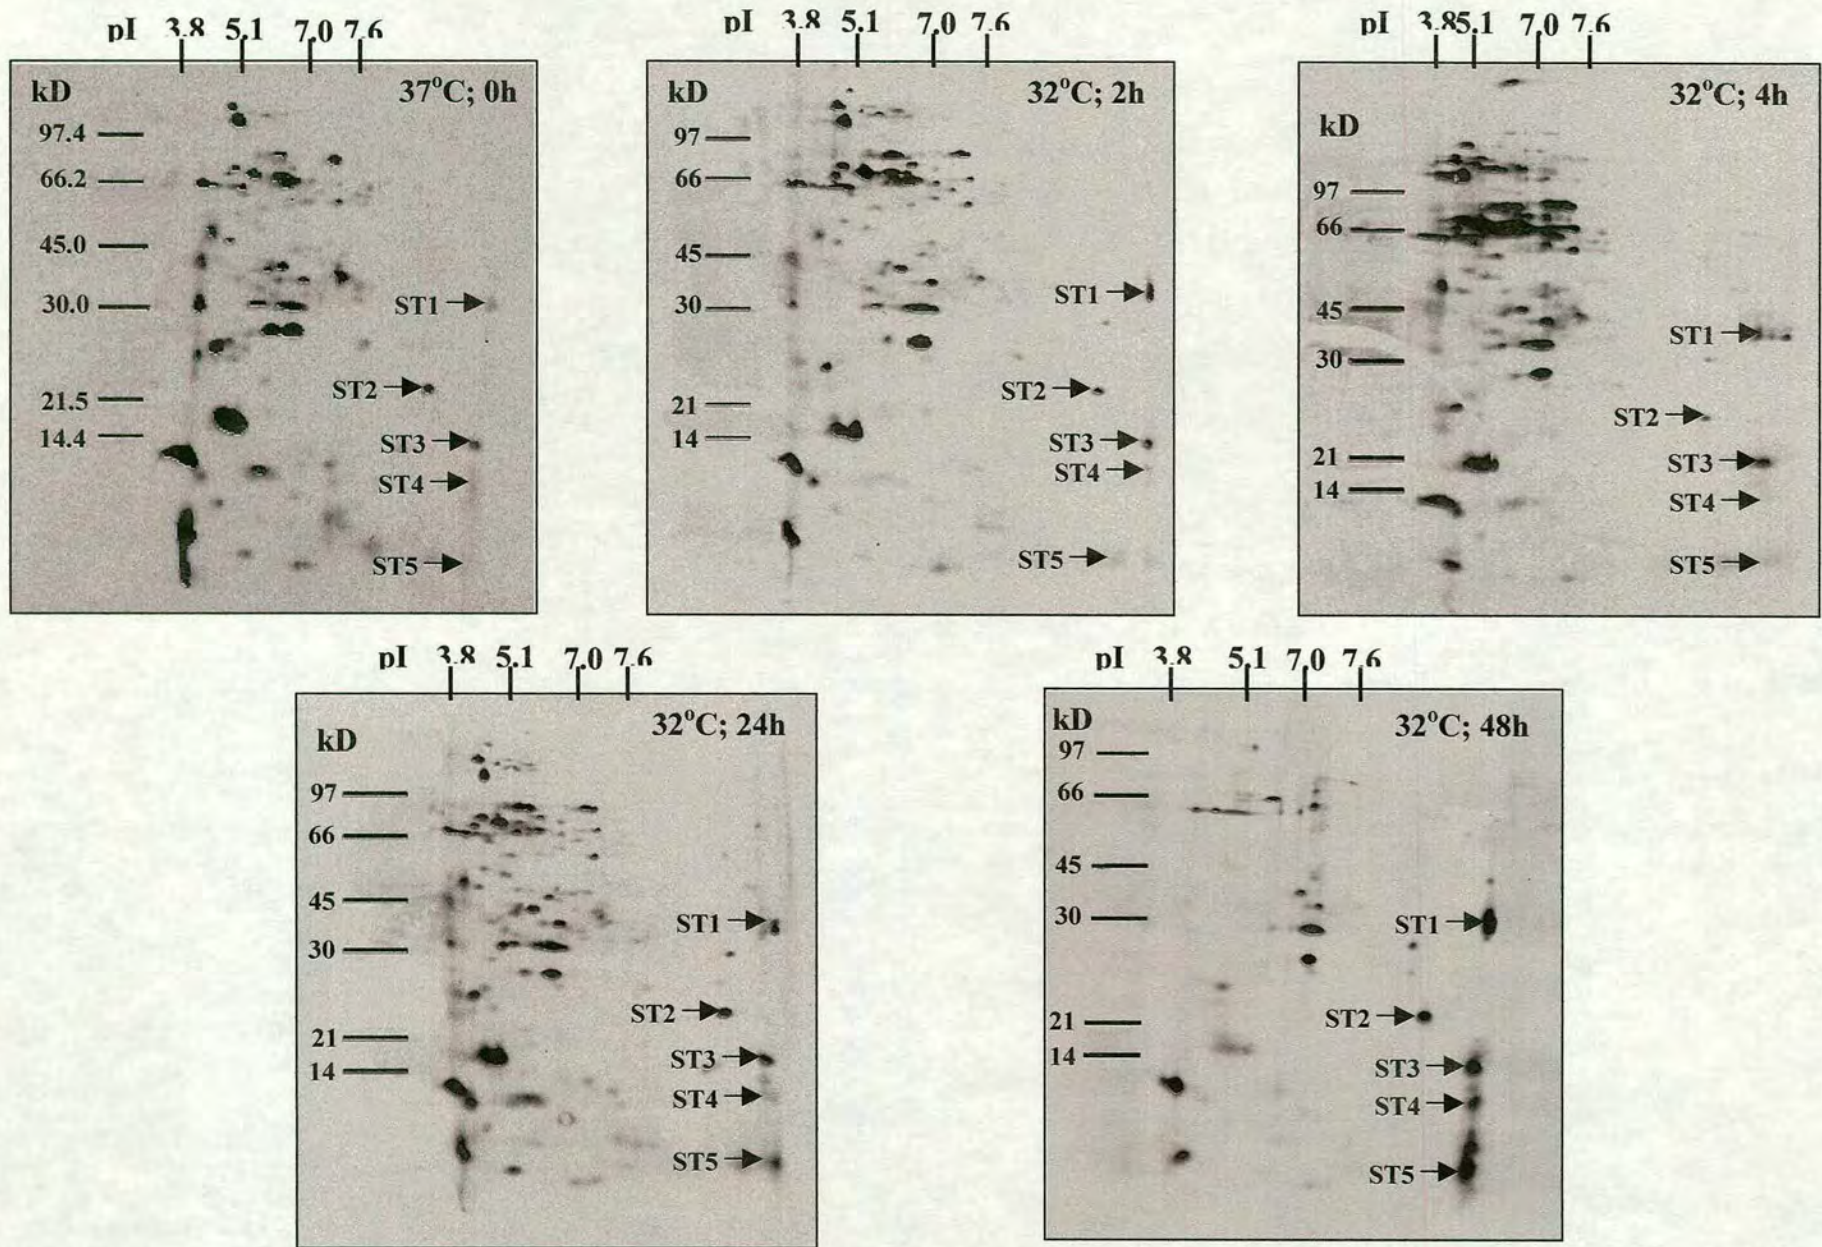 pI 3.8 5.1 7.0 7.6
kD
37°C; 0h
97.4
66.2
45.0
30.0
21.5
14.4
ST1
ST2
ST3
ST4
ST5
pI 3.8 5.1 7.0 7.6
kD
32°C; 2h
97
66
45
30
21
14
ST1
ST2
ST3
ST4
ST5
pI 3.8 5.1 7.0 7.6
32°C; 4h
kD
97
66
45
30
21
14
ST1
ST2
ST3
ST4
ST5
pI 3.8 5.1 7.0 7.6
32°C; 24h
kD
97
66
45
30
21
14
ST1
ST2
ST3
ST4
ST5
pI 3.8 5.1 7.0 7.6
kD
32°C; 48h
97
66
45
30
21
14
ST1
ST2
ST3
ST4
ST5